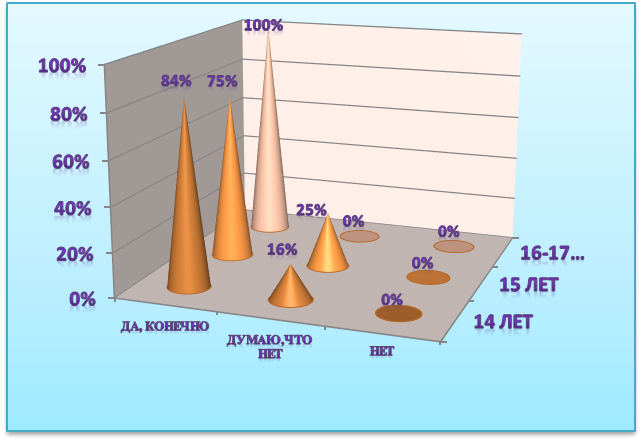 100%
100%
84%
75%
80%
60%
40%
25%
0%
0%
16%
0%
0%
20%
0%
16-17...
15 ЛЕТ
14 ЛЕТ
ДА, КОНЕЧНО
ДУМАЮ,ЧТО
НЕТ
НЕТ